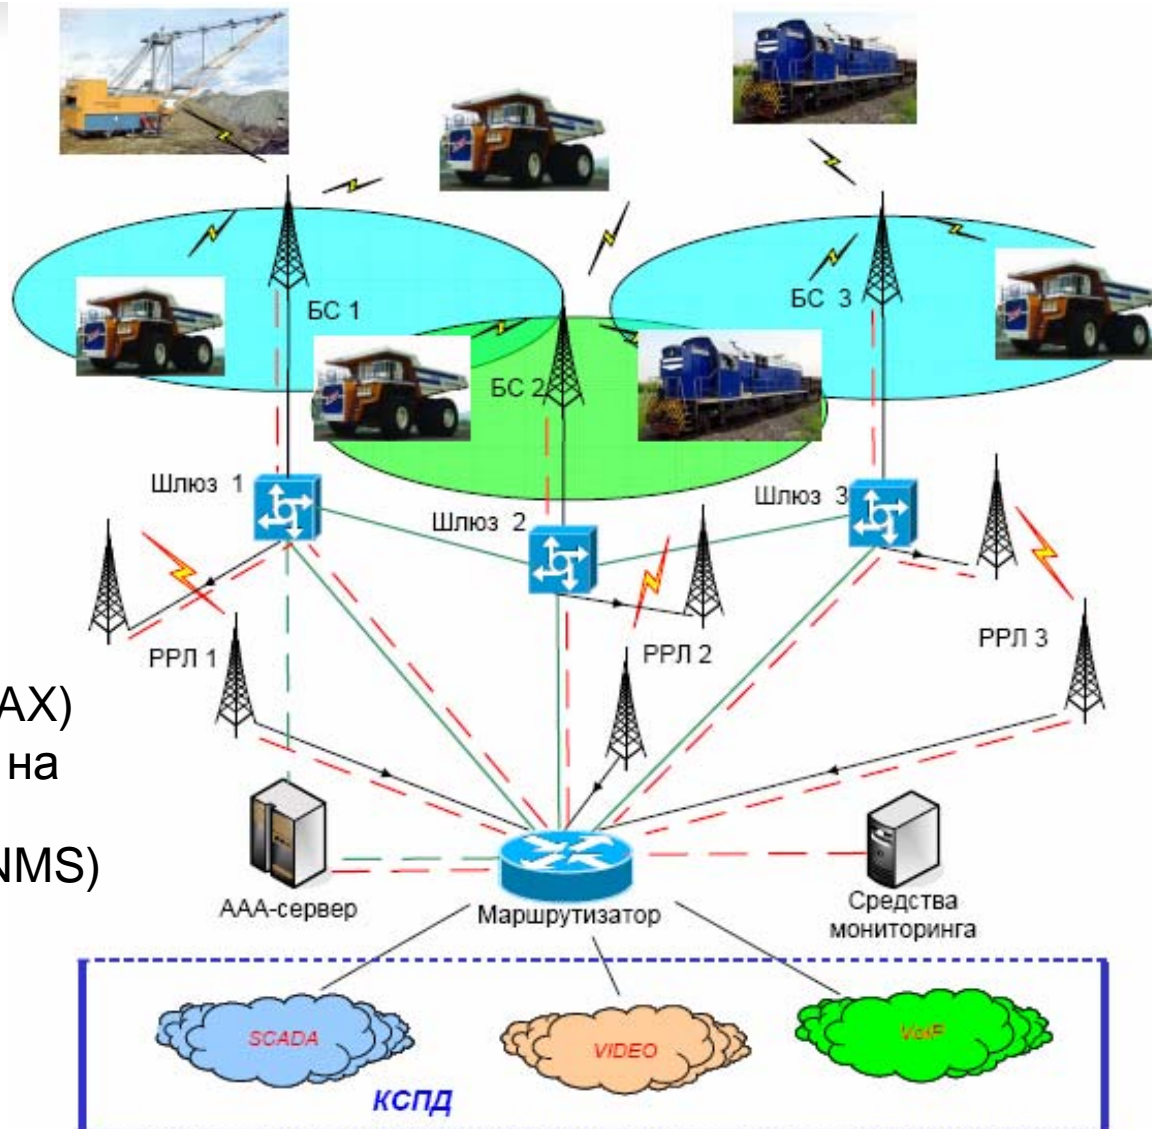 БС 1
БС 3
БС 2
Шлюз 1
Шлюз 2
Шлюз 3
РРЛ 1
РРЛ 2
РРЛ 3
AX)
на
NMS)
ААА-сервер
Маршрутизатор
Средства
мониторинга
SCADA
VIDEO
VoIP
КСПД